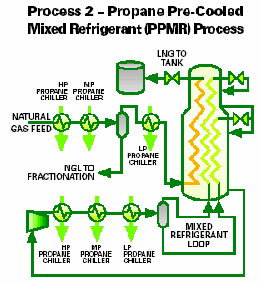 Process 2 – Propane Pre-Cooled
Mixed Refrigerant (PPMR) Process
LNG TO
TANK
HP
PROPANE
CHILLER
MP
PROPANE
CHILLER
NATURAL
GAS FEED
LP
PROPANE
CHILLER
NGL TO
FRACTIONATION
MIXED
REFRIGERANT
LOOP
HP
PROPANE
CHILLER
MP
PROPANE
CHILLER
LP
PROPANE
CHILLER